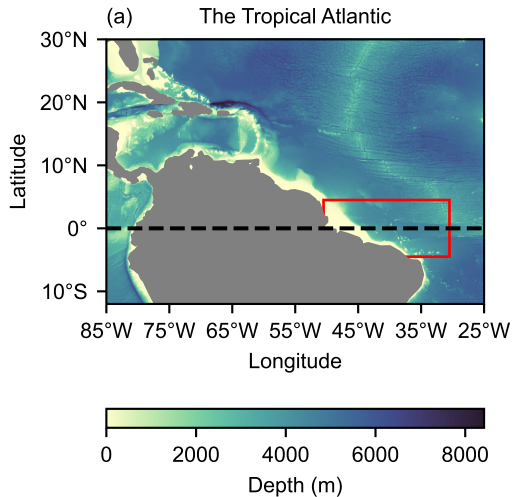 (a) The Tropical Atlantic
30°N
20°N
10°N
0°
10°S
Latitude
85°W 75°W 65°W 55°W 45°W 35°W 25°W
Longitude
0 2000 4000 6000 8000
Depth (m)